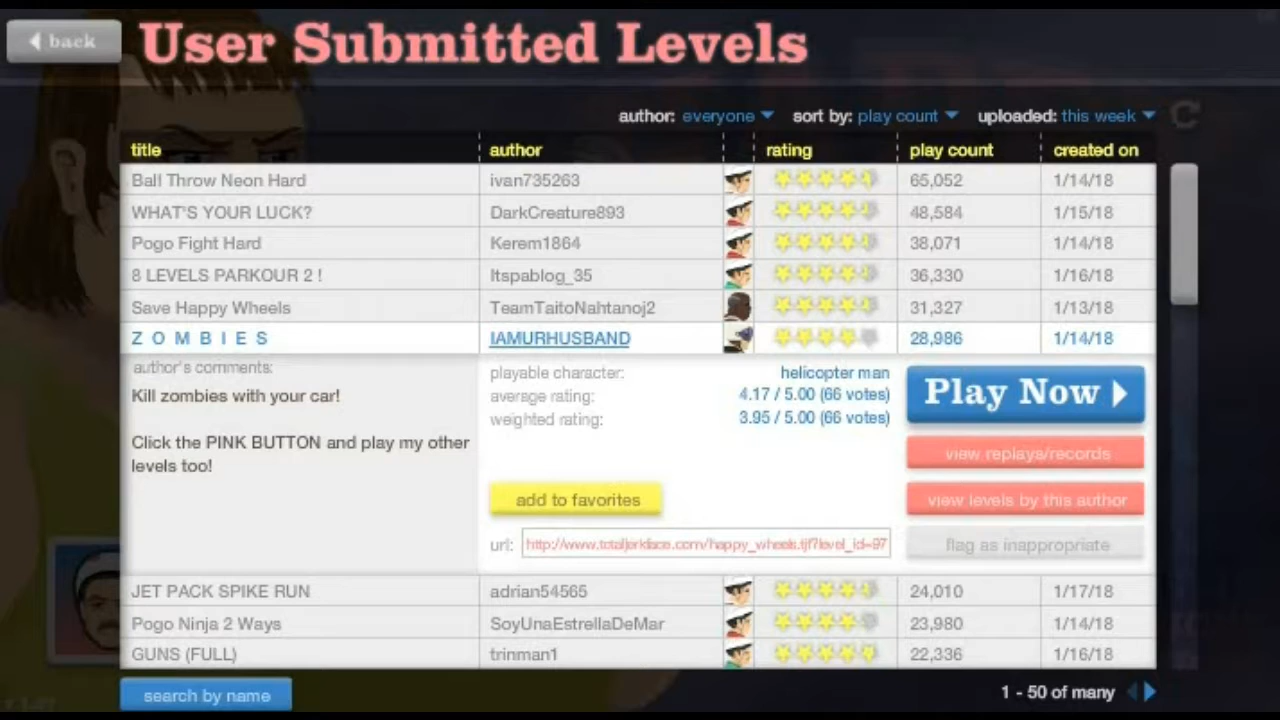 back
User Submitted Levels
author: everyone sort by: play count uploaded: this week
title author rating play count created on
Ball Throw Neon Hard ivan735263 65,052 1/14/18
WHAT'S YOUR LUCK? DarkCreature893 48,584 1/15/18
Pogo Fight Hard Kerem1864 38,071 1/14/18
8 LEVELS PARKOUR 2 ! Itspablog_35 36,330 1/16/18
Save Happy Wheels TeamTaitoNahtanoj2 31,327 1/13/18
Z O M B I E S IAMURHUSBAND 28,986 1/14/18
author's comments:
Kill zombies with your car!
Click the PINK BUTTON and play my other
levels too!
playable character: helicopter man
average rating: 4.17 / 5.00 (66 votes)
weighted rating: 3.95 / 5.00 (66 votes)
add to favorites
url: http://www.totaljerkface.com/happy_wheels.tjf?level_id=97
Play Now
view replays/records
view levels by this author
flag as inappropriate
JET PACK SPIKE RUN adrian54565 24,010 1/17/18
Pogo Ninja 2 Ways SoyUnaEstrellaDeMar 23,980 1/14/18
GUNS (FULL) trinman1 22,336 1/16/18
search by name
1 - 50 of many